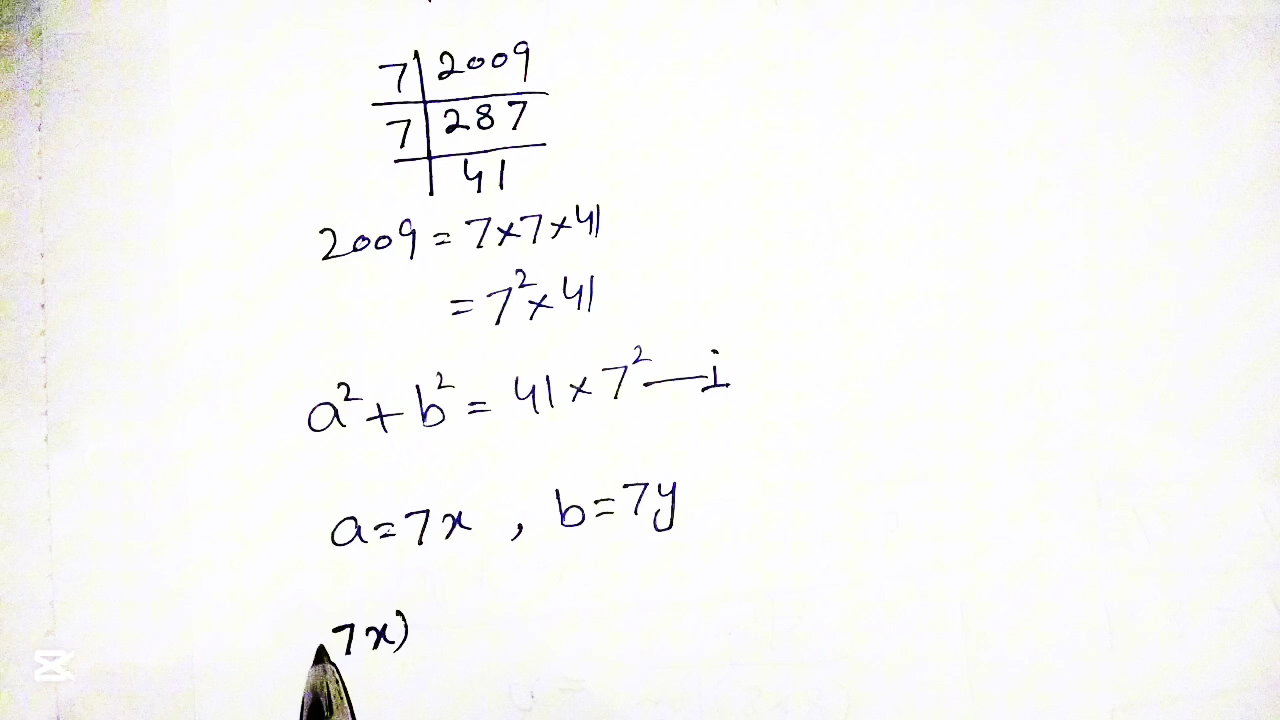 7 | 2009
7 | 287
| 41
2009 = 7×7×41
= 7²×41
a² + b² = 41 × 7² — i
a = 7x , b = 7y
7x)